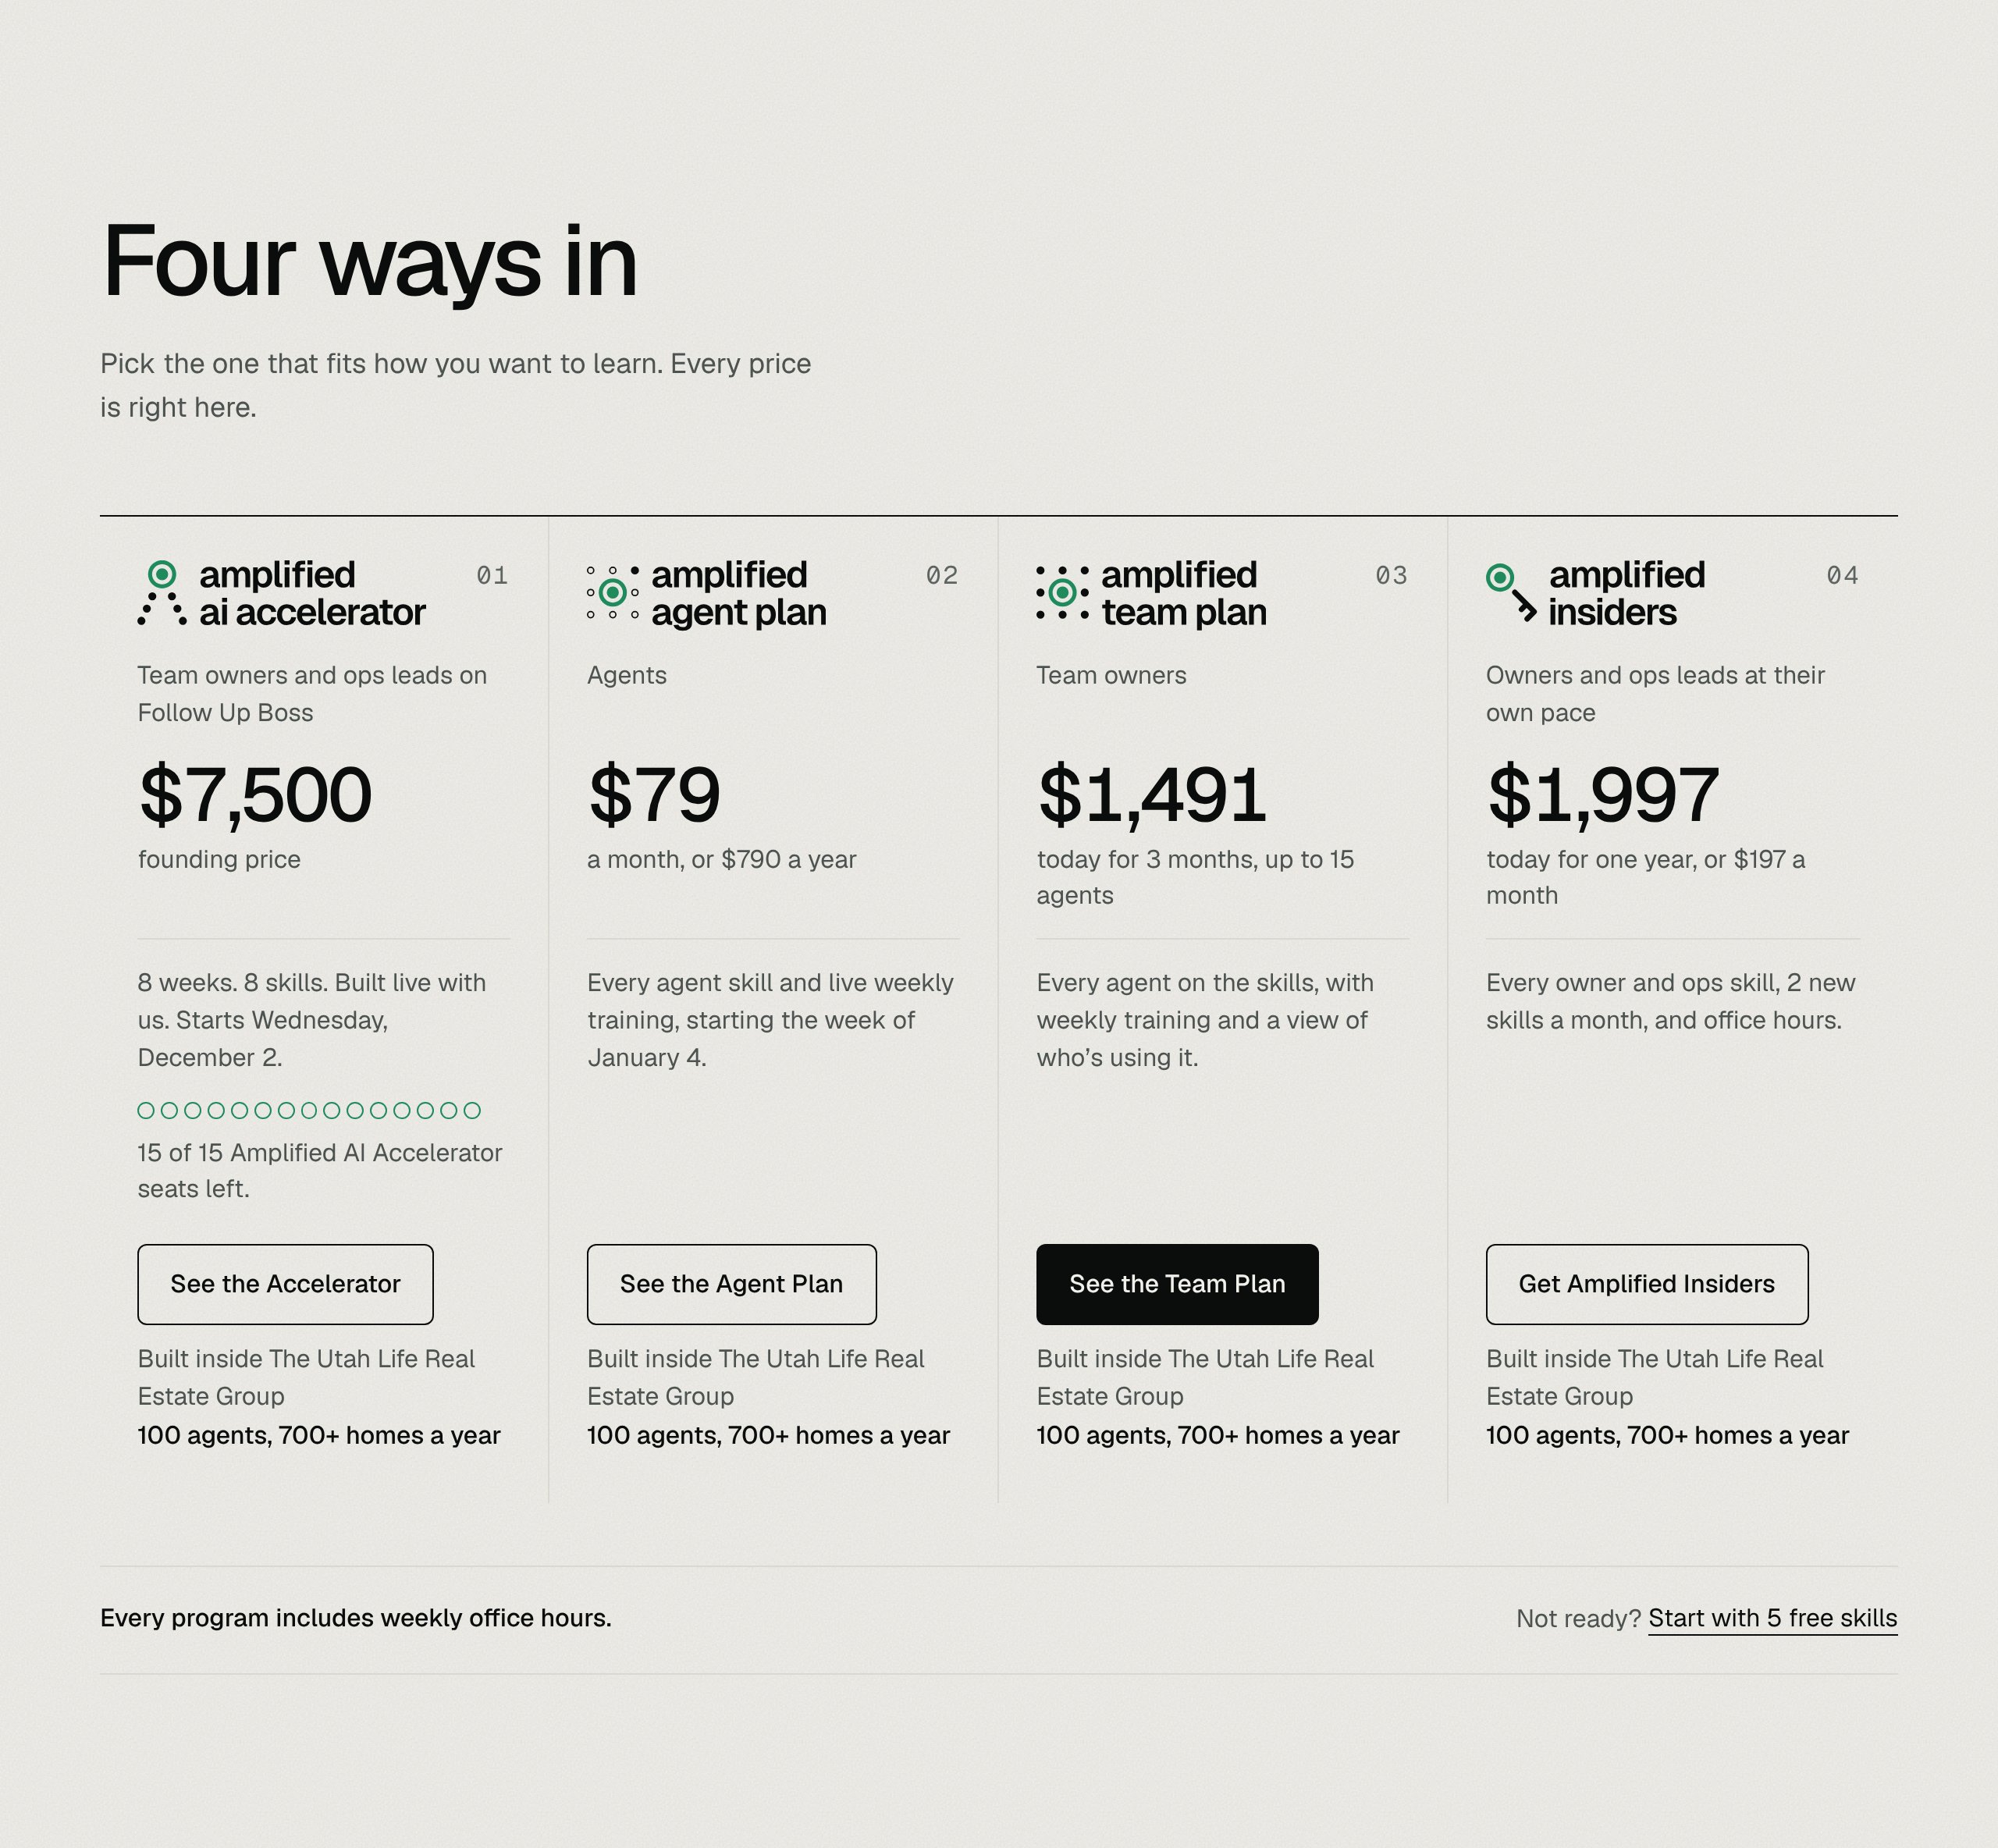 Four ways in
Pick the one that fits how you want to learn. Every price
is right here.
amplified
ai accelerator
01
Team owners and ops leads on
Follow Up Boss
$7,500
founding price
8 weeks. 8 skills. Built live with
us. Starts Wednesday,
December 2.
15 of 15 Amplified AI Accelerator
seats left.
See the Accelerator
Built inside The Utah Life Real
Estate Group
100 agents, 700+ homes a year
amplified
agent plan
02
Agents
$79
a month, or $790 a year
Every agent skill and live weekly
training, starting the week of
January 4.
See the Agent Plan
Built inside The Utah Life Real
Estate Group
100 agents, 700+ homes a year
amplified
team plan
03
Team owners
$1,491
today for 3 months, up to 15
agents
Every agent on the skills, with
weekly training and a view of
who’s using it.
See the Team Plan
Built inside The Utah Life Real
Estate Group
100 agents, 700+ homes a year
amplified
insiders
04
Owners and ops leads at their
own pace
$1,997
today for one year, or $197 a
month
Every owner and ops skill, 2 new
skills a month, and office hours.
Get Amplified Insiders
Built inside The Utah Life Real
Estate Group
100 agents, 700+ homes a year
Every program includes weekly office hours.
Not ready? Start with 5 free skills